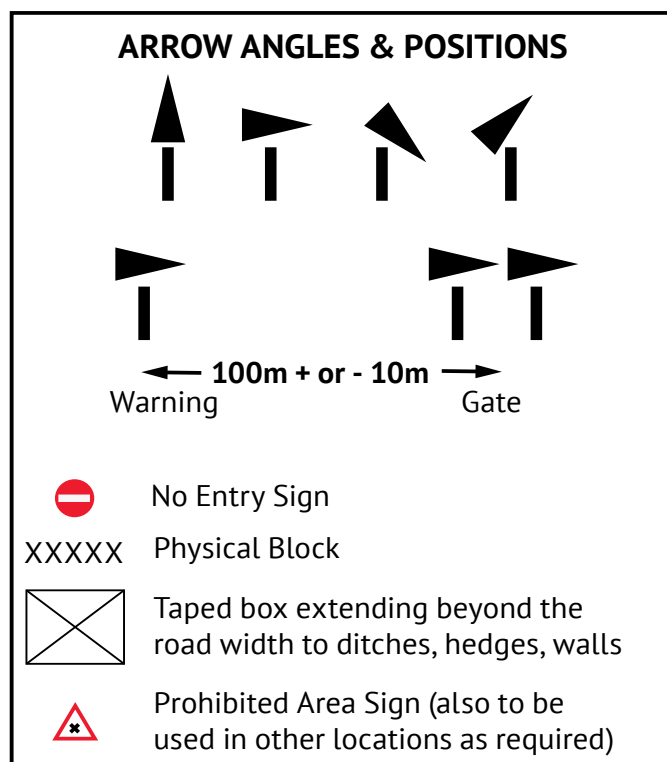 ARROW ANGLES & POSITIONS
100m + or - 10m
Warning Gate
No Entry Sign
XXXXX Physical Block
Taped box extending beyond the
road width to ditches, hedges, walls
Prohibited Area Sign (also to be
used in other locations as required)